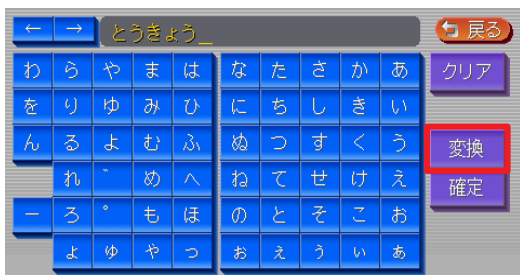 ← → とうきょう_ 戻る
わ ら や ま は な た さ か あ クリア
を り ゆ み ひ に ち し き い
ん る よ む ふ ぬ つ す く う 変換
れ ゛ め へ ね て せ け え 確定
ー ろ ゜ も ほ の と そ こ お
ょ ゅ ゃ っ ぉ ぇ ぅ ぃ ぁ